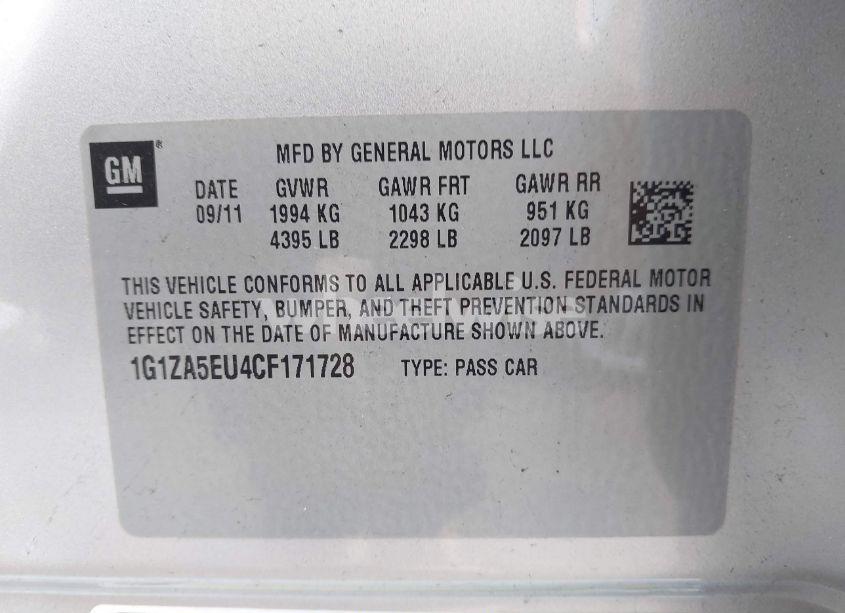 GM®
MFD BY GENERAL MOTORS LLC
DATE GVWR GAWR FRT GAWR RR
09/11 1994 KG 1043 KG 951 KG
4395 LB 2298 LB 2097 LB
THIS VEHICLE CONFORMS TO ALL APPLICABLE U.S. FEDERAL MOTOR
VEHICLE SAFETY, BUMPER, AND THEFT PREVENTION STANDARDS IN
EFFECT ON THE DATE OF MANUFACTURE SHOWN ABOVE.
1G1ZA5EU4CF171728 TYPE: PASS CAR